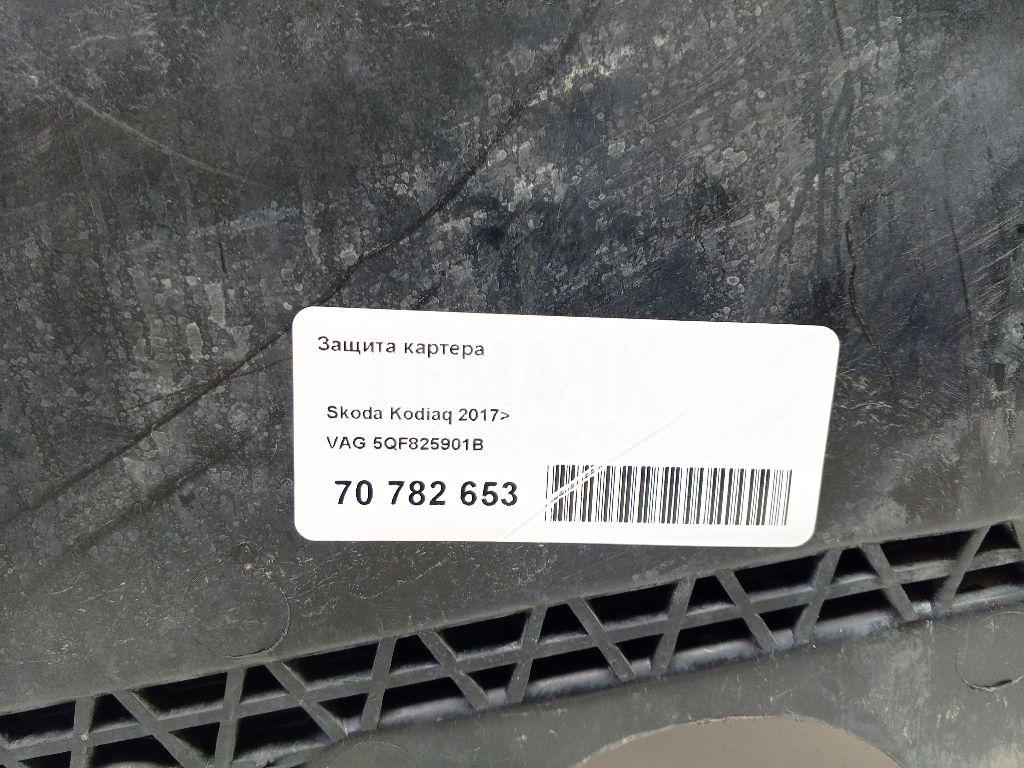 Защита картера
Skoda Kodiaq 2017>
VAG 5QF825901B
70 782 653